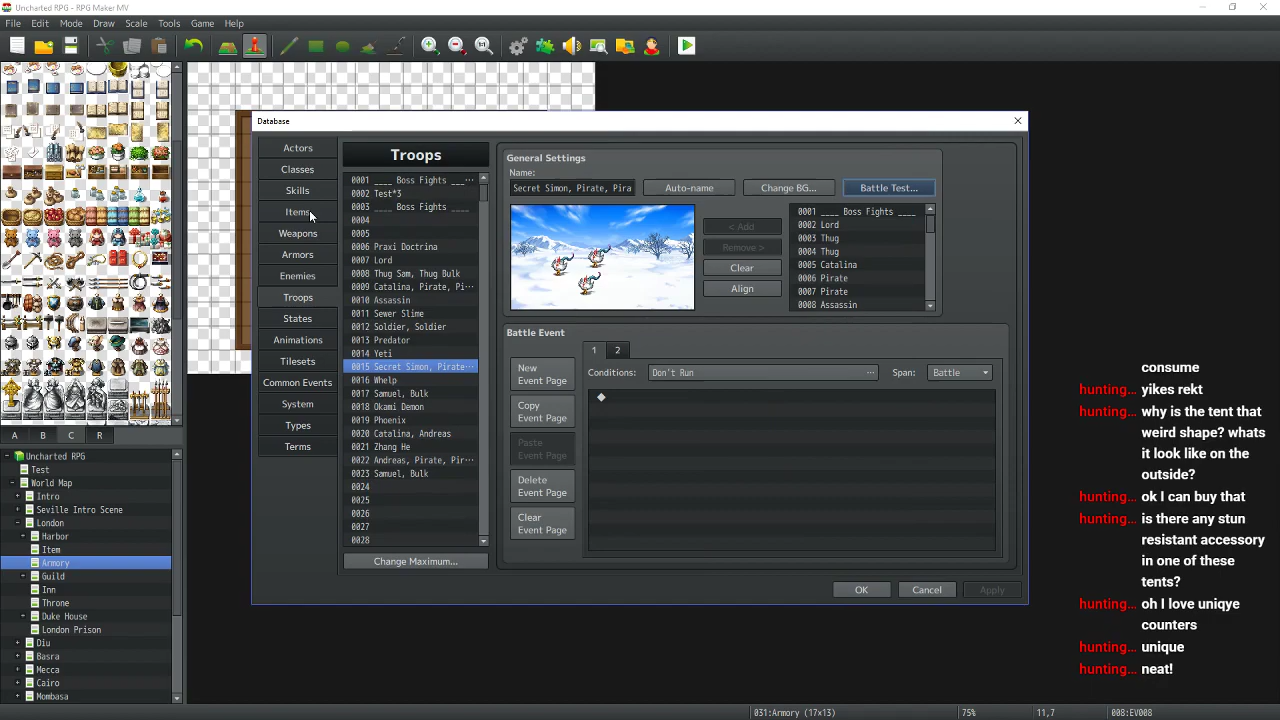 Uncharted RPG - RPG Maker MV
File Edit Mode Draw Scale Tools Game Help
Database
Actors
Classes
Skills
Items
Weapons
Armors
Enemies
Troops
States
Animations
Tilesets
Common Events
System
Types
Terms
Troops
0001 ____ Boss Fights ___...
0002 Test*3
0003 ____ Boss Fights ____
0004
0005
0006 Praxi Doctrina
0007 Lord
0008 Thug Sam, Thug Bulk
0009 Catalina, Pirate, Pi...
0010 Assassin
0011 Sewer Slime
0012 Soldier, Soldier
0013 Predator
0014 Yeti
0015 Secret Simon, Pirate...
0016 Whelp
0017 Samuel, Bulk
0018 Okami Demon
0019 Phoenix
0020 Catalina, Andreas
0021 Zhang He
0022 Andreas, Pirate, Pir...
0023 Samuel, Bulk
0024
0025
0026
0027
0028
Change Maximum...
General Settings
Name:
Secret Simon, Pirate, Pira
Auto-name
Change BG...
Battle Test...
< Add
Remove >
Clear
Align
0001 ____ Boss Fights ____
0002 Lord
0003 Thug
0004 Thug
0005 Catalina
0006 Pirate
0007 Pirate
0008 Assassin
Battle Event
1 2
Conditions: Don't Run ...
Span: Battle
New
Event Page
Copy
Event Page
Paste
Event Page
Delete
Event Page
Clear
Event Page
OK
Cancel
Apply
A B C R
Uncharted RPG
Test
World Map
Intro
Seville Intro Scene
London
Harbor
Item
Armory
Guild
Inn
Throne
Duke House
London Prison
Diu
Basra
Mecca
Cairo
Mombasa
consume
hunting... yikes rekt
hunting... why is the tent that
weird shape? whats
it look like on the
outside?
hunting... ok I can buy that
hunting... is there any stun
resistant accessory
in one of these
tents?
hunting... oh I love uniqye
counters
hunting... unique
hunting... neat!
031:Armory (17x13)
75%
11,7
008:EV008